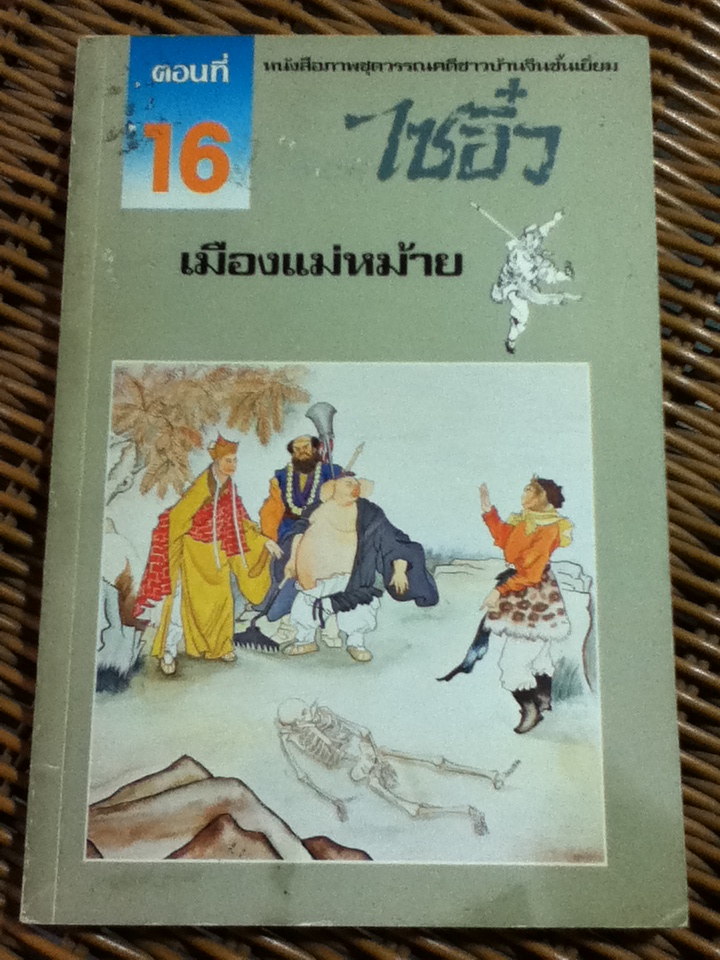 ตอนที่
16
หนังสือภาพชุดวรรณคดีชาวบ้านจีนชั้นเยี่ยม
ไซอิ๋ว
เมืองแม่หม้าย